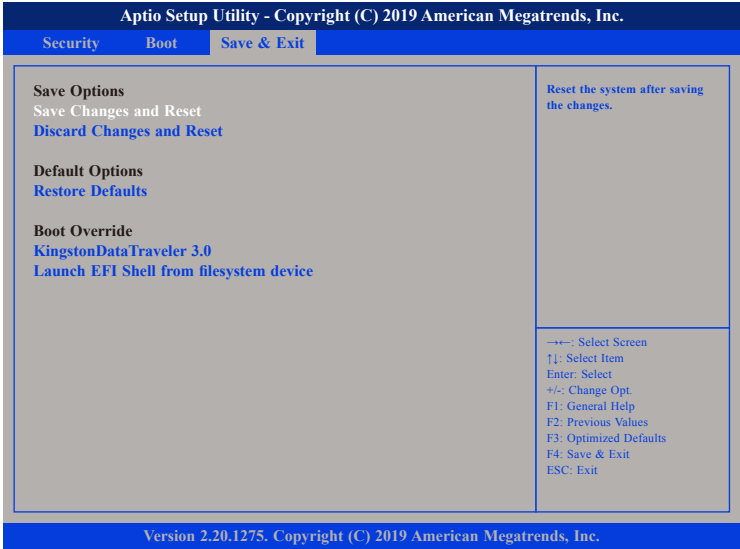 Aptio Setup Utility - Copyright (C) 2019 American Megatrends, Inc.
Security Boot Save & Exit
Save Options
Save Changes and Reset
Discard Changes and Reset
Default Options
Restore Defaults
Boot Override
KingstonDataTraveler 3.0
Launch EFI Shell from filesystem device
Reset the system after saving
the changes.
→←: Select Screen
↑↓: Select Item
Enter: Select
+/-: Change Opt.
F1: General Help
F2: Previous Values
F3: Optimized Defaults
F4: Save & Exit
ESC: Exit
Version 2.20.1275. Copyright (C) 2019 American Megatrends, Inc.